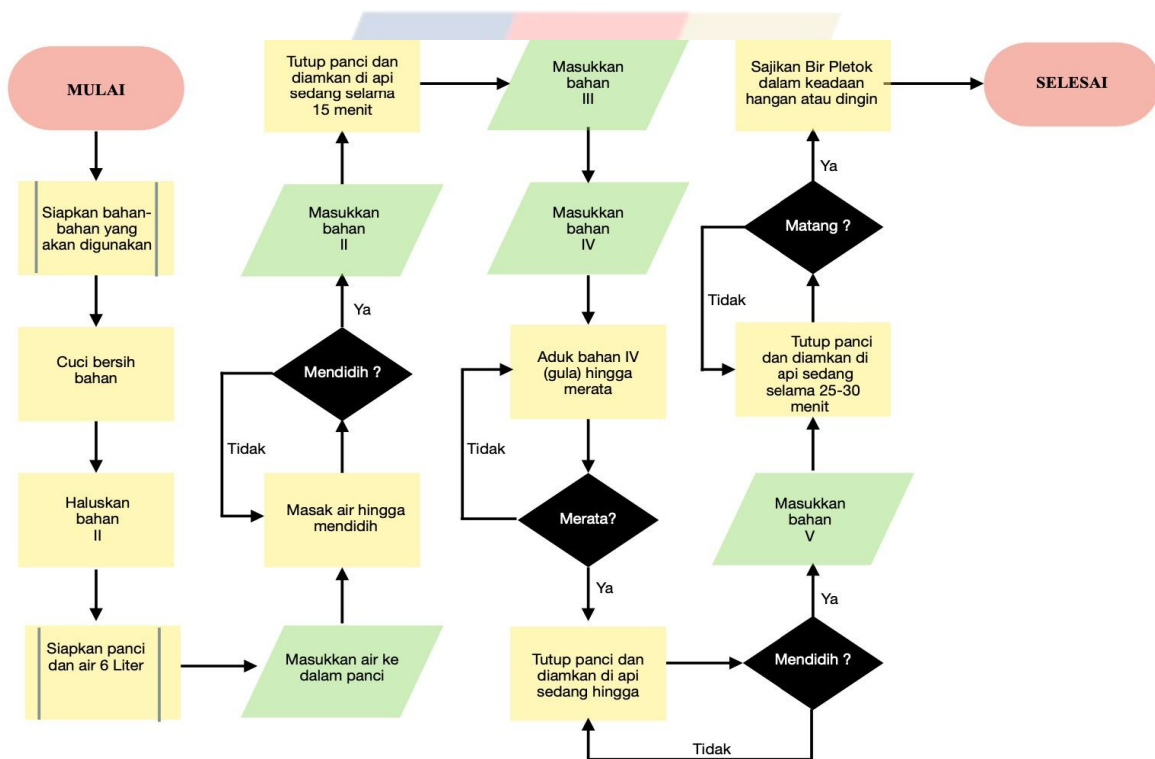 MULAI
Siapkan bahan-
bahan yang
akan digunakan
Cuci bersih
bahan
Haluskan
bahan
II
Siapkan panci
dan air 6 Liter
Masukkan air ke
dalam panci
Masak air hingga
mendidih
Mendidih ?
Tidak
Ya
Masukkan
bahan
II
Tutup panci dan
diamkan di api
sedang selama
15 menit
Masukkan
bahan
III
Masukkan
bahan
IV
Aduk bahan IV
(gula) hingga
merata
Merata?
Tidak
Ya
Tutup panci dan
diamkan di api
sedang hingga
Mendidih ?
Tidak
Ya
Masukkan
bahan
V
Tutup panci
dan diamkan di
api sedang
selama 25-30
menit
Matang ?
Tidak
Ya
Sajikan Bir Pletok
dalam keadaan
hangan atau dingin
SELESAI